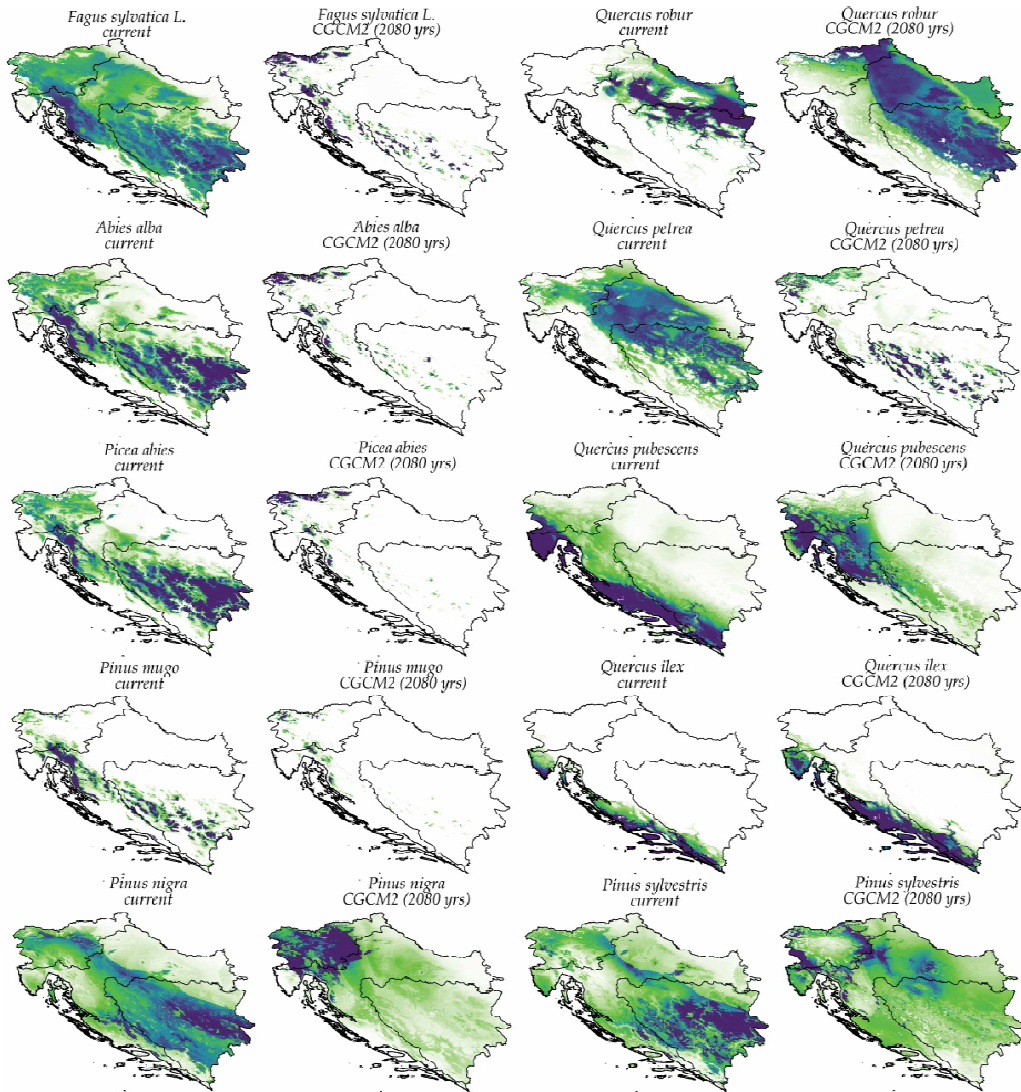 Fagus sylvatica L.
current
Fagus sylvatica L.
CGCM2 (2080 yrs)
Quercus robur
current
Quercus robur
CGCM2 (2080 yrs)
Abies alba
current
Abies alba
CGCM2 (2080 yrs)
Quercus petrea
current
Quercus petrea
CGCM2 (2080 yrs)
Picea abies
current
Picea abies
CGCM2 (2080 yrs)
Quercus pubescens
current
Quercus pubescens
CGCM2 (2080 yrs)
Pinus mugo
current
Pinus mugo
CGCM2 (2080 yrs)
Quercus ilex
current
Quercus ilex
CGCM2 (2080 yrs)
Pinus nigra
current
Pinus nigra
CGCM2 (2080 yrs)
Pinus sylvestris
current
Pinus sylvestris
CGCM2 (2080 yrs)